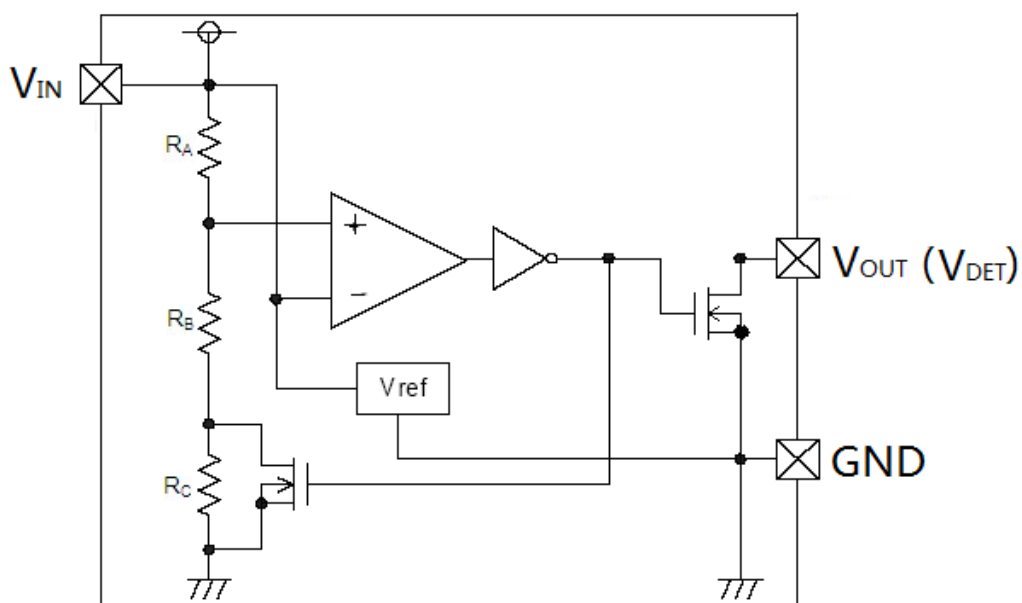 VIN
RA
+
−
VOUT (VDET)
RB
Vref
GND
RC